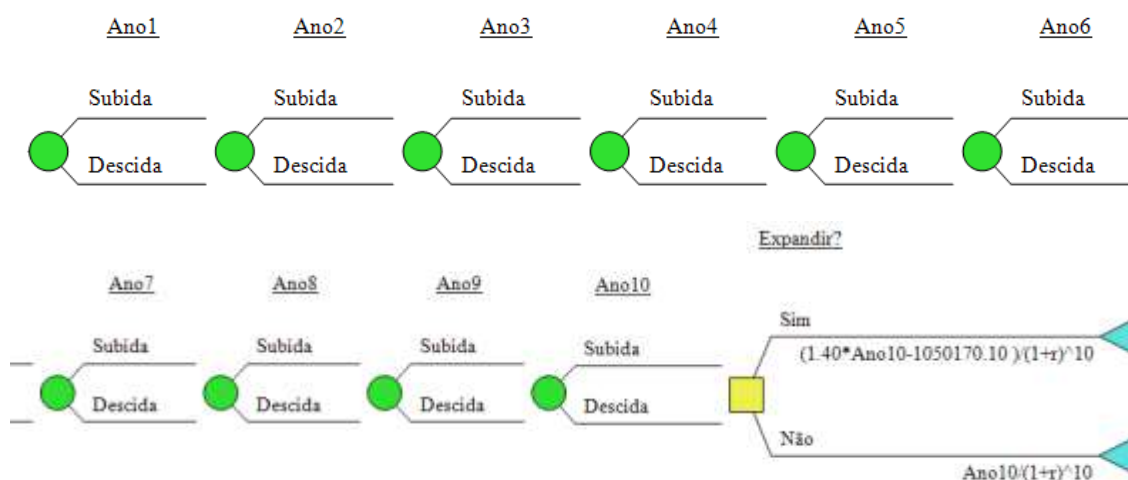 Ano1 Ano2 Ano3 Ano4 Ano5 Ano6
Subida Subida Subida Subida Subida Subida
Descida Descida Descida Descida Descida Descida
Expandir?
Ano7 Ano8 Ano9 Ano10
Sim
Subida Subida Subida Subida
(1.40*Ano10-1050170.10 )/(1+r)^10
Descida Descida Descida Descida
Não
Ano10/(1+r)^10